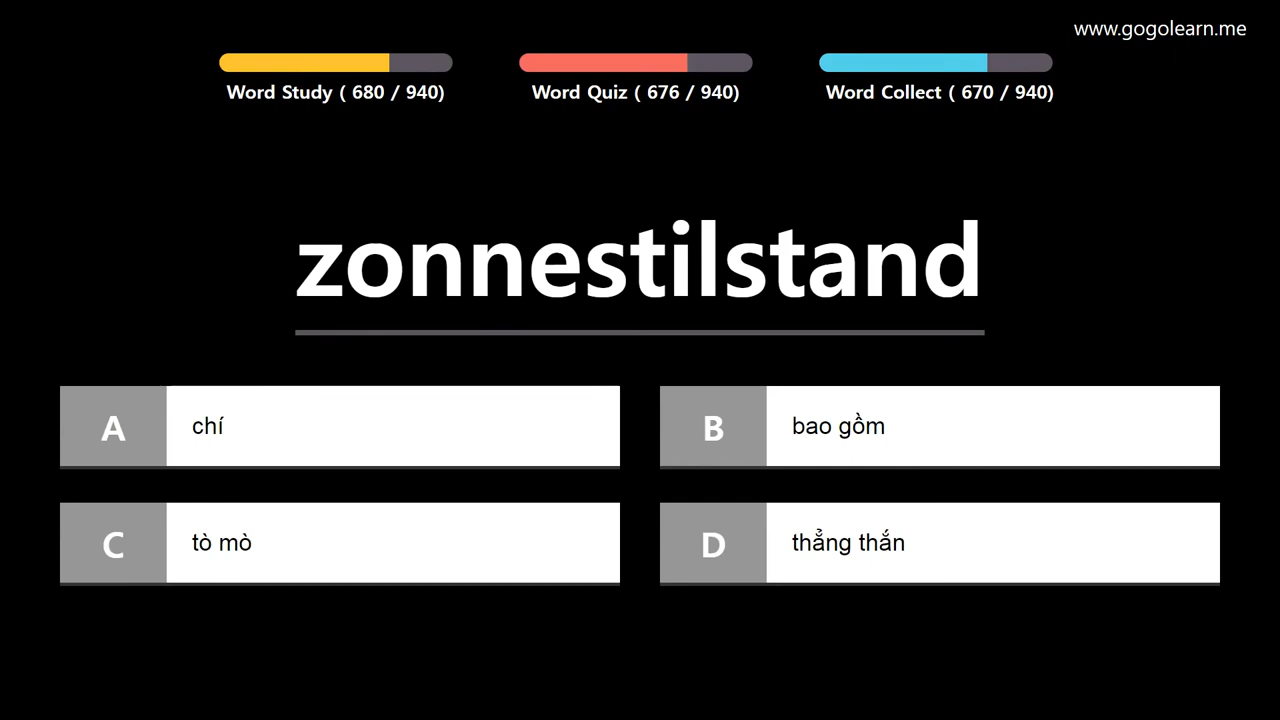 www.gogolearn.me
Word Study ( 680 / 940)
Word Quiz ( 676 / 940)
Word Collect ( 670 / 940)
zonnestilstand
A chí
B bao gồm
C tò mò
D thẳng thắn